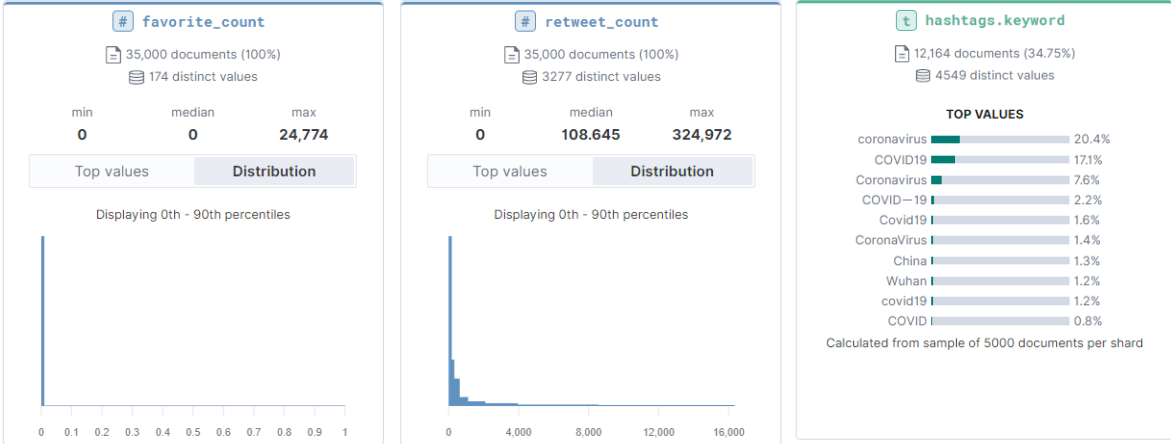 # favorite_count
35,000 documents (100%)
174 distinct values
min median max
0 0 24,774
Top values Distribution
Displaying 0th - 90th percentiles
0 0.1 0.2 0.3 0.4 0.5 0.6 0.7 0.8 0.9 1
# retweet_count
35,000 documents (100%)
3277 distinct values
min median max
0 108.645 324,972
Top values Distribution
Displaying 0th - 90th percentiles
0 4,000 8,000 12,000 16,000
t hashtags.keyword
12,164 documents (34.75%)
4549 distinct values
TOP VALUES
coronavirus 20.4%
COVID19 17.1%
Coronavirus 7.6%
COVID—19 2.2%
Covid19 1.6%
CoronaVirus 1.4%
China 1.3%
Wuhan 1.2%
covid19 1.2%
COVID 0.8%
Calculated from sample of 5000 documents per shard